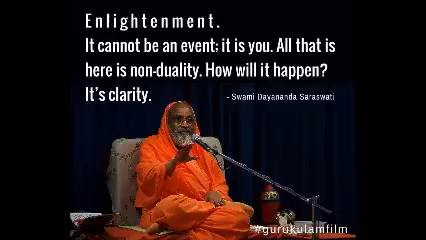 Enlightenment.
It cannot be an event; it is you. All that is
here is non-duality. How will it happen?
It's clarity.
- Swami Dayananda Saraswati
#gurukulamfilm